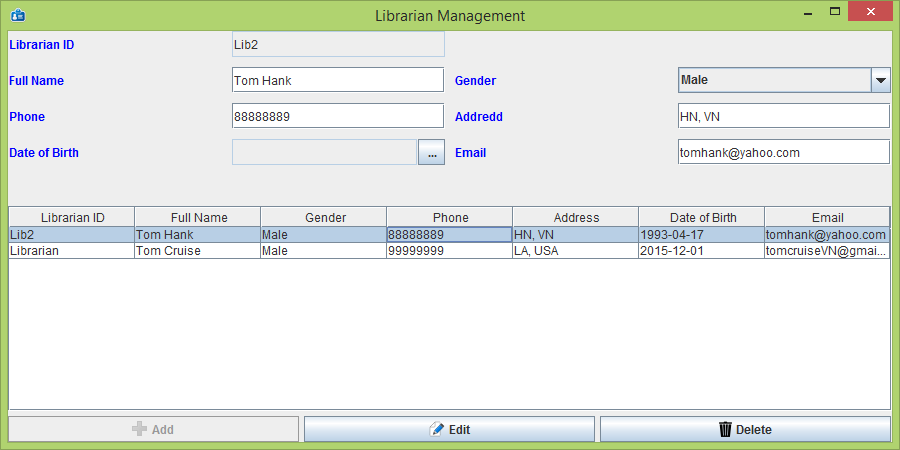 Librarian Management
Librarian ID Lib2
Full Name Tom Hank Gender Male
Phone 88888889 Addredd HN, VN
Date of Birth ... Email tomhank@yahoo.com
Librarian ID Full Name Gender Phone Address Date of Birth Email
Lib2 Tom Hank Male 88888889 HN, VN 1993-04-17 tomhank@yahoo.com
Librarian Tom Cruise Male 99999999 LA, USA 2015-12-01 tomcruiseVN@gmai...
Add Edit Delete